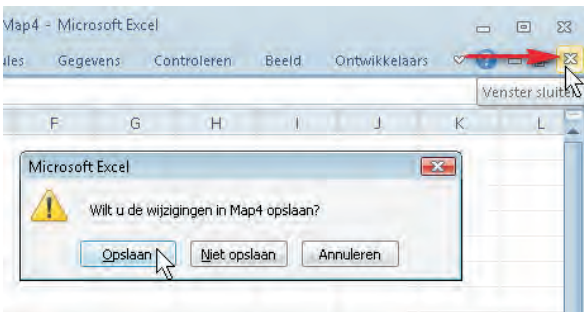 Map4 - Microsoft Excel
ules Gegevens Controleren Beeld Ontwikkelaars
Venster sluiten
F G H I J K L
Microsoft Excel
Wilt u de wijzigingen in Map4 opslaan?
Opslaan Niet opslaan Annuleren